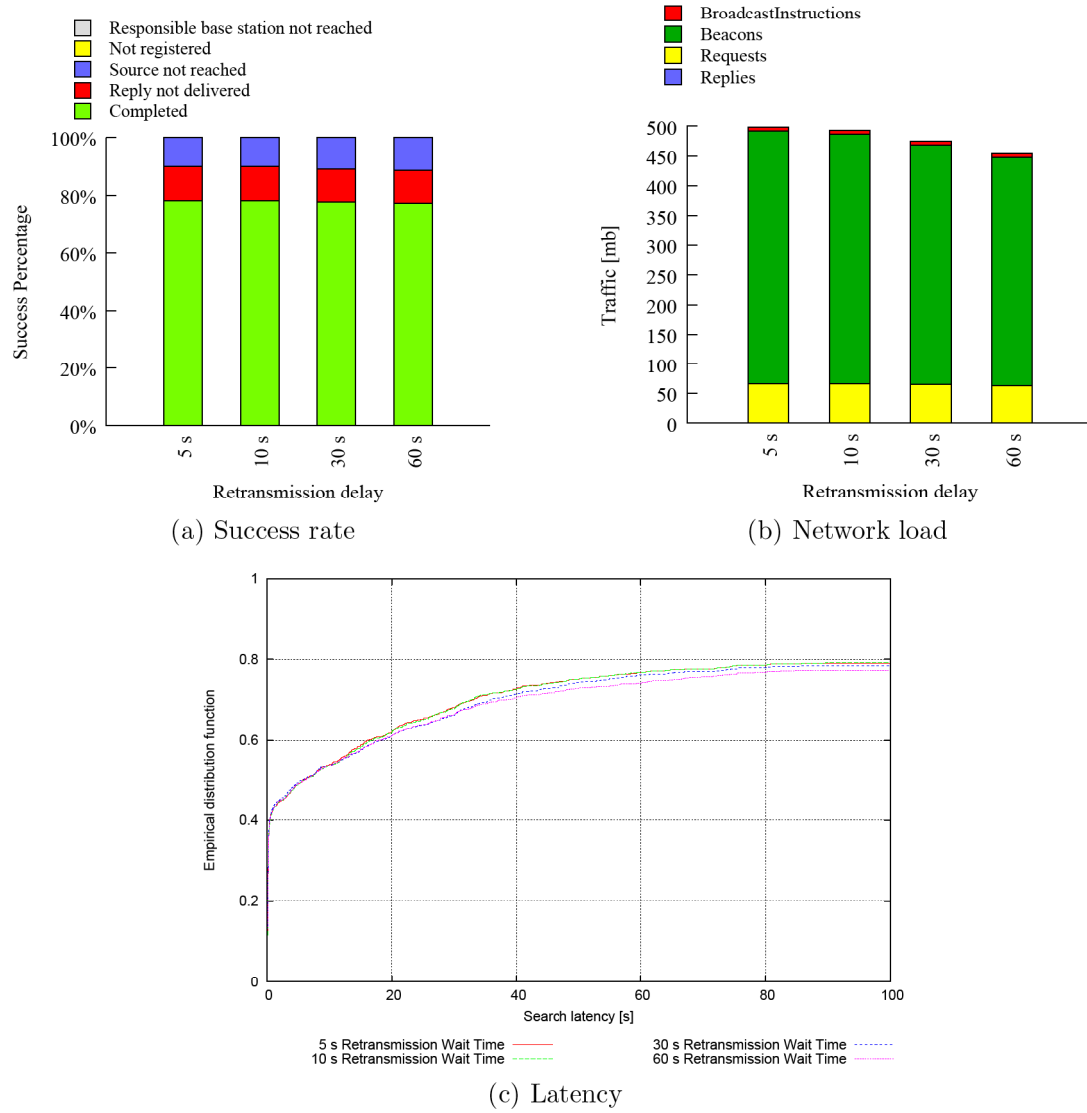 Responsible base station not reached
Not registered
Source not reached
Reply not delivered
Completed
100%
80%
60%
40%
20%
0%
Success Percentage
5 s
10 s
30 s
60 s
Retransmission delay
(a) Success rate
BroadcastInstructions
Beacons
Requests
Replies
500
450
400
350
300
250
200
150
100
50
0
Traffic [mb]
5 s
10 s
30 s
60 s
Retransmission delay
(b) Network load
1
0.8
0.6
0.4
0.2
0
Empirical distribution function
0
20
40
60
80
100
Search latency [s]
5 s Retransmission Wait Time
10 s Retransmission Wait Time
30 s Retransmission Wait Time
60 s Retransmission Wait Time
(c) Latency